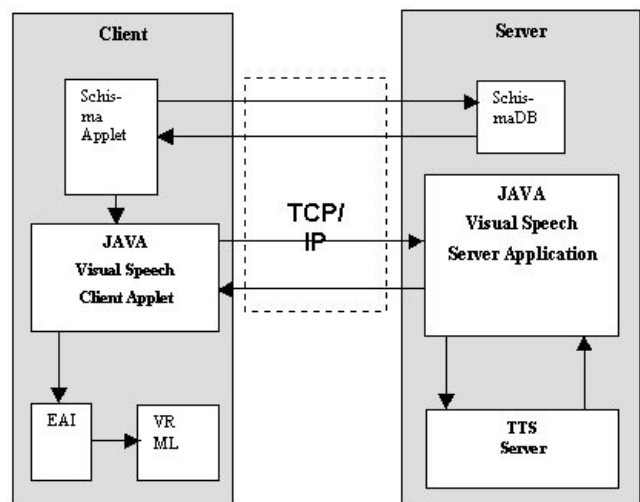 Client
Server
Schis-
ma
Applet
Schis-
maDB
TCP/
IP
JAVA
Visual Speech
Client Applet
JAVA
Visual Speech
Server Application
EAI
VR
ML
TTS
Server